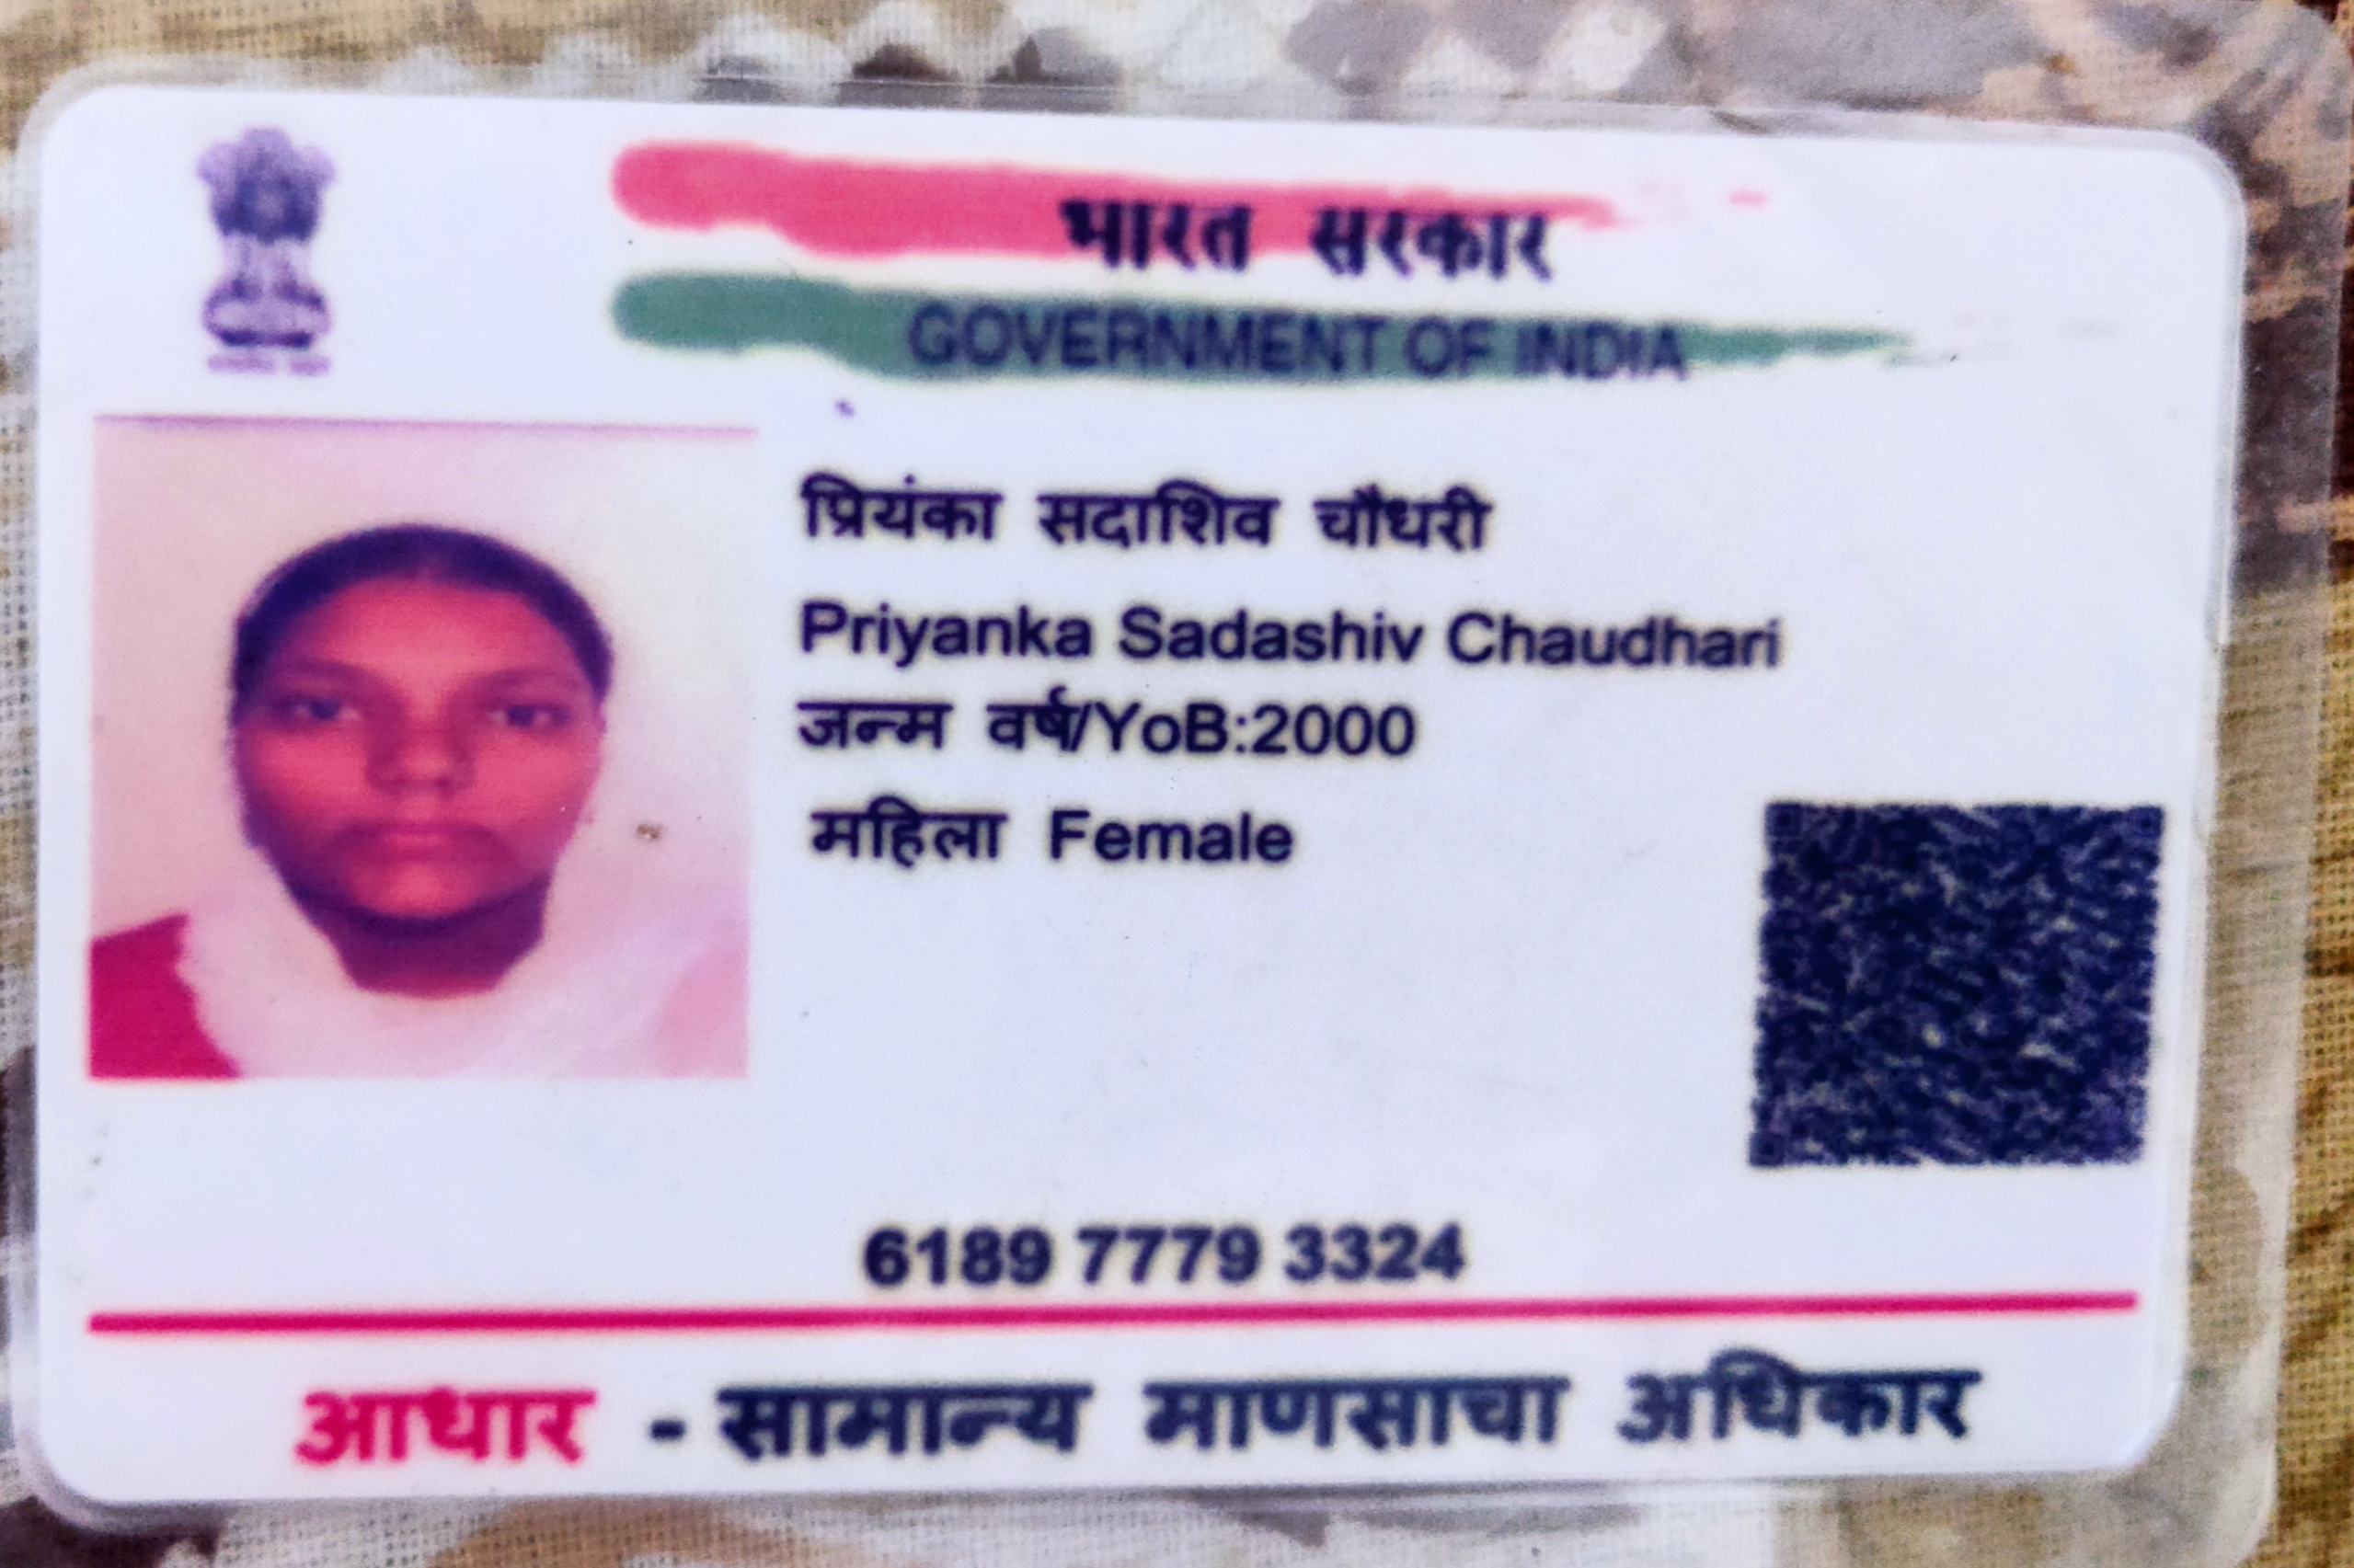 भारत सरकार
GOVERNMENT OF INDIA
प्रियंका सदाशिव चौधरी
Priyanka Sadashiv Chaudhari
जन्म वर्ष/YoB:2000
महिला Female
6189 7779 3324
आधार - सामान्य माणसाचा अधिकार